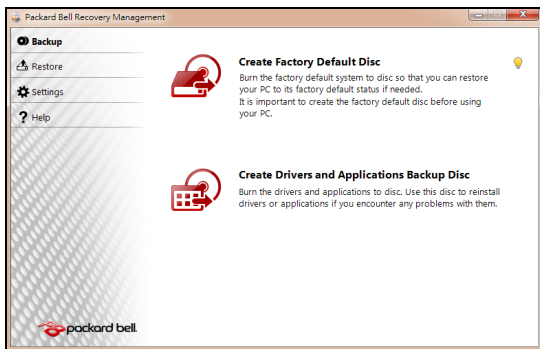 Packard Bell Recovery Management
Backup
Restore
Settings
Help
Create Factory Default Disc
Burn the factory default system to disc so that you can restore
your PC to its factory default status if needed.
It is important to create the factory default disc before using
your PC.
Create Drivers and Applications Backup Disc
Burn the drivers and applications to disc. Use this disc to reinstall
drivers or applications if you encounter any problems with them.
packard bell.